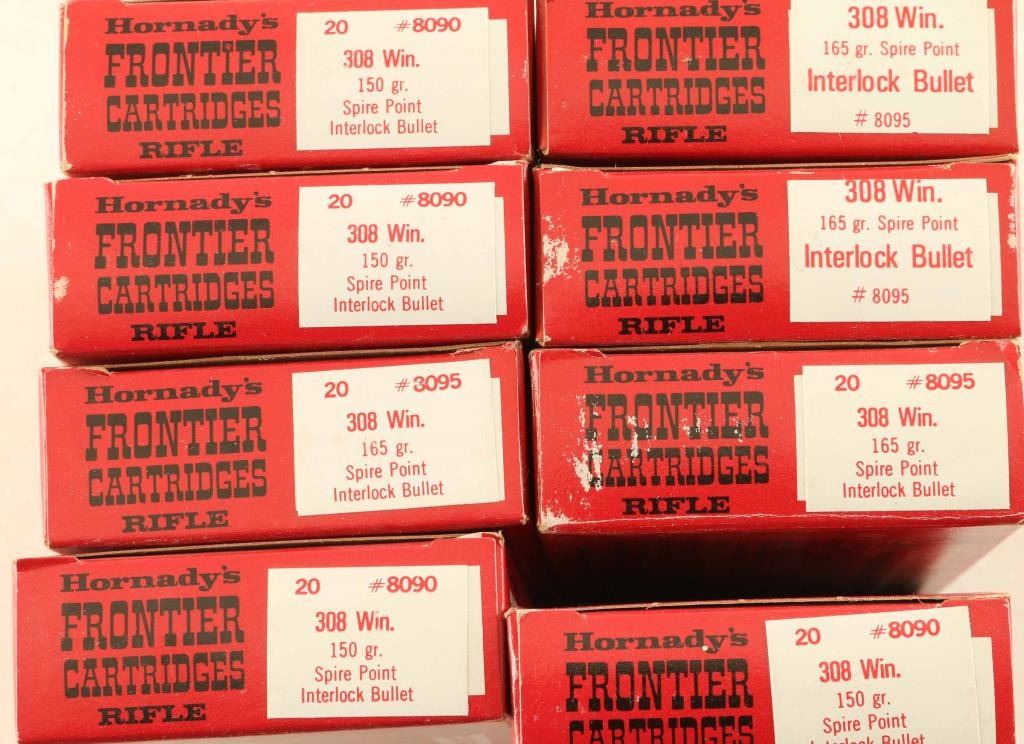 Hornady's
FRONTIER
CARTRIDGES
RIFLE
20 #8090
308 Win.
150 gr.
Spire Point
Interlock Bullet
Hornady's
FRONTIER
CARTRIDGES
RIFLE
308 Win.
165 gr. Spire Point
Interlock Bullet
# 8095
Hornady's
FRONTIER
CARTRIDGES
RIFLE
20 #8090
308 Win.
150 gr.
Spire Point
Interlock Bullet
Hornady's
FRONTIER
CARTRIDGES
RIFLE
308 Win.
165 gr. Spire Point
Interlock Bullet
# 8095
Hornady's
FRONTIER
CARTRIDGES
RIFLE
20 #8095
308 Win.
165 gr.
Spire Point
Interlock Bullet
Hornady's
FRONTIER
CARTRIDGES
RIFLE
20 #8095
308 Win.
165 gr.
Spire Point
Interlock Bullet
Hornady's
FRONTIER
CARTRIDGES
RIFLE
20 #8090
308 Win.
150 gr.
Spire Point
Interlock Bullet
Hornady's
FRONTIER
CARTRIDGES
20 #8090
308 Win.
150 gr.
Spire Point
Interlock Bullet